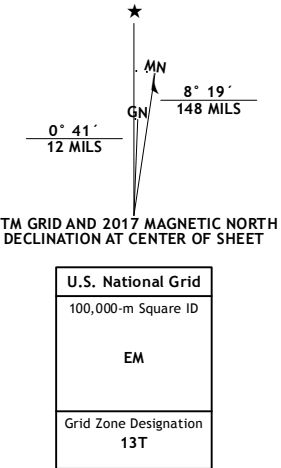 ★
MN
GN
8° 19´
148 MILS
0° 41´
12 MILS
TM GRID AND 2017 MAGNETIC NORTH
DECLINATION AT CENTER OF SHEET
U.S. National Grid
100,000-m Square ID
EM
Grid Zone Designation
13T